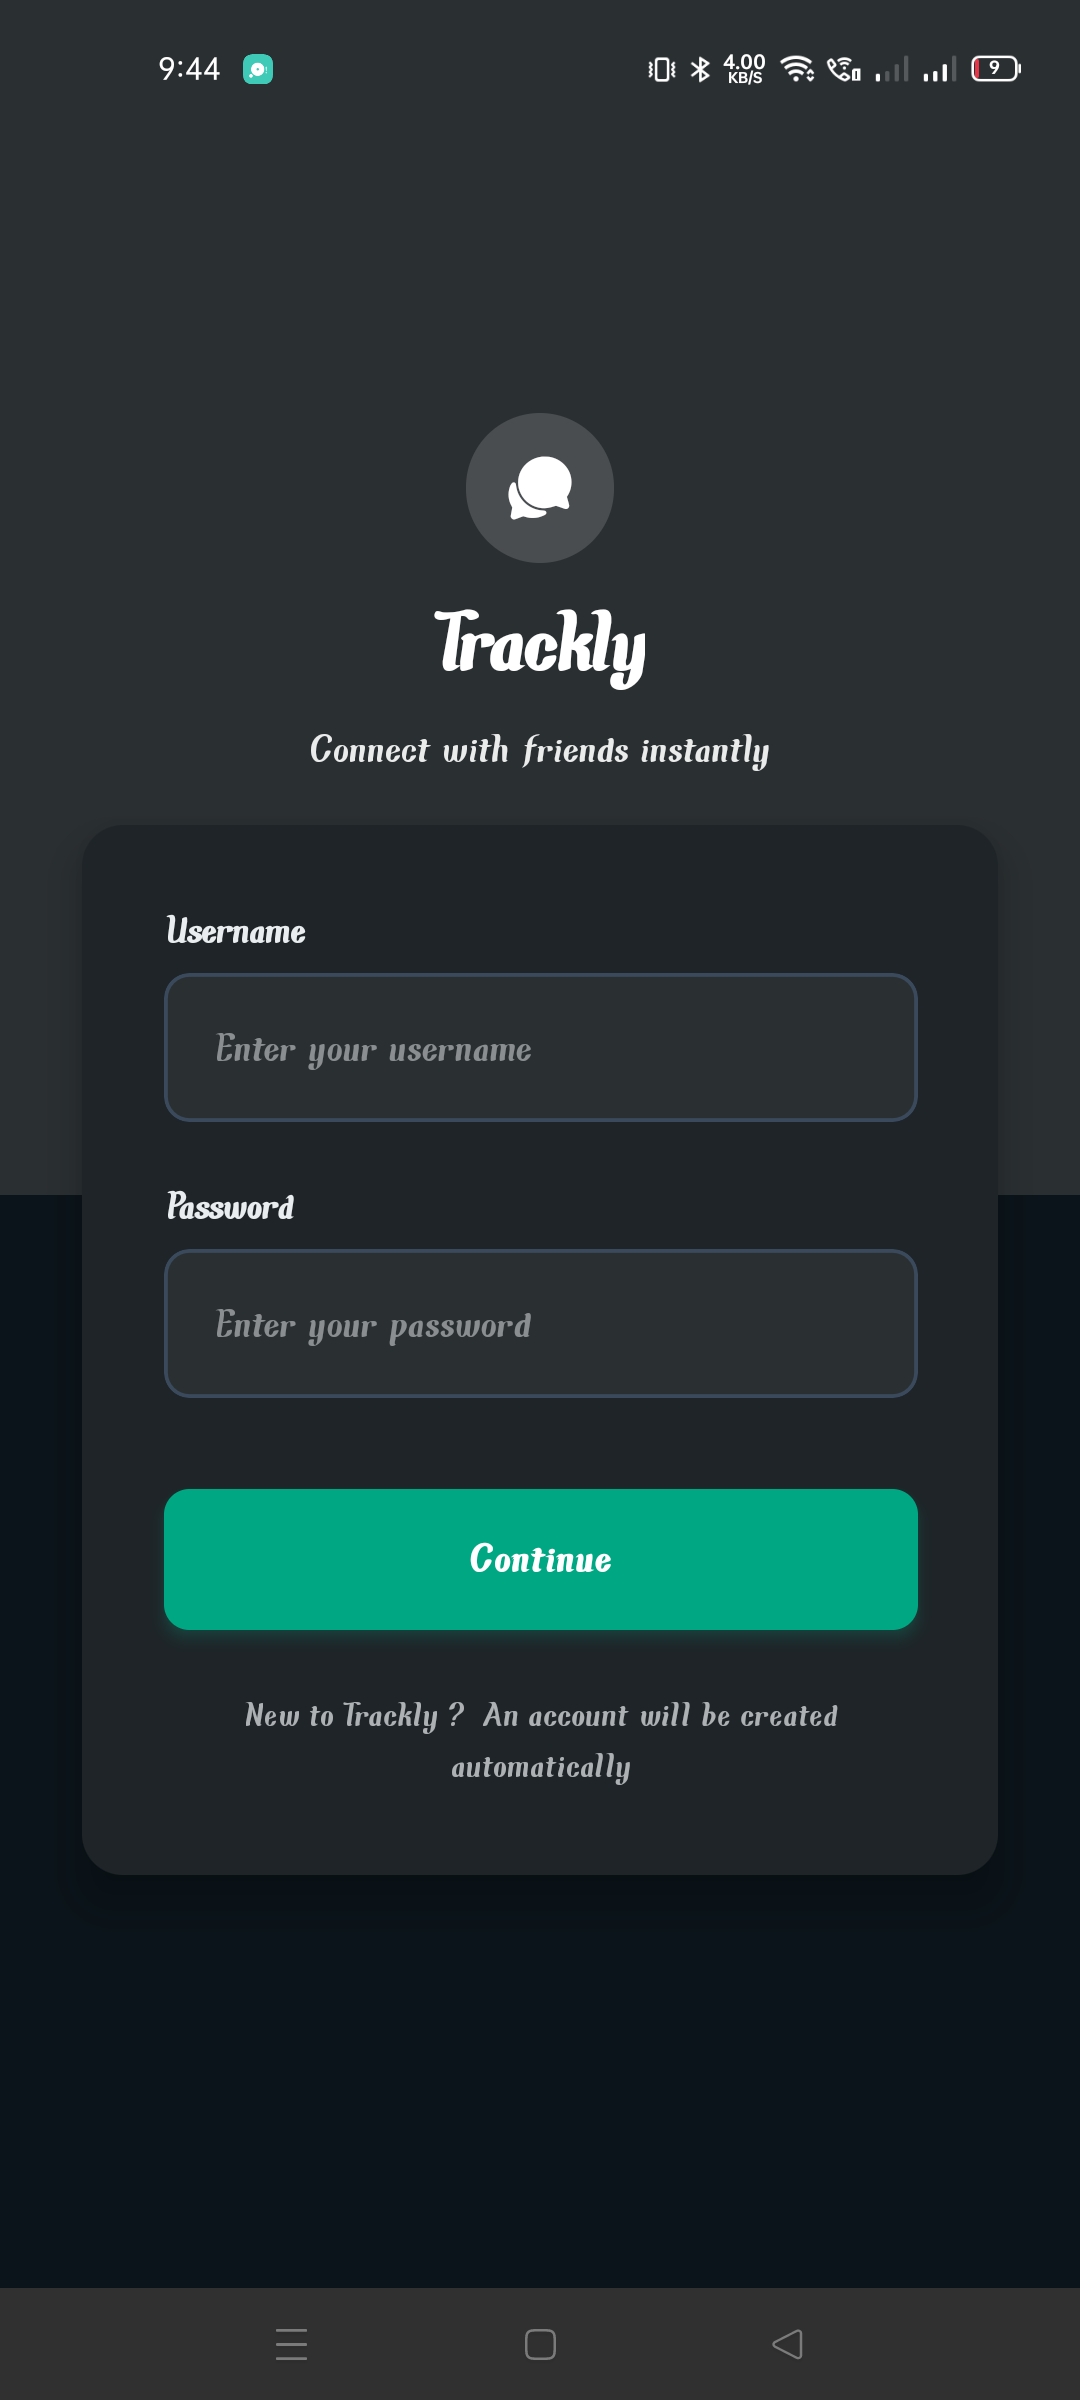 9:44
4.00
KB/S
9
Trackly
Connect with friends instantly
Username
Enter your username
Password
Enter your password
Continue
New to Trackly ? An account will be created
automatically